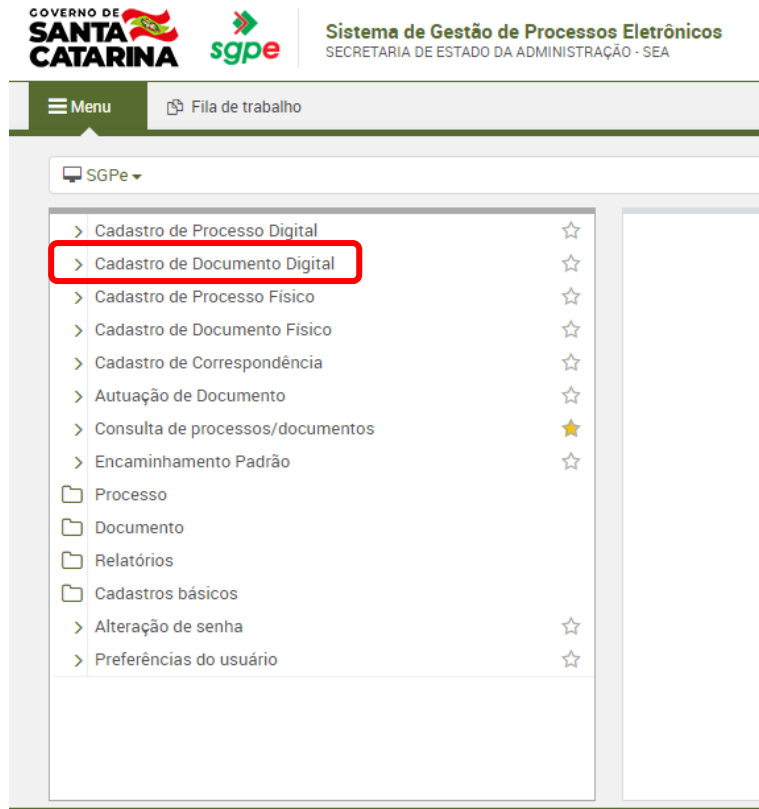 GOVERNO DE
SANTA
CATARINA
sgpe
Sistema de Gestão de Processos Eletrônicos
SECRETARIA DE ESTADO DA ADMINISTRAÇÃO - SEA
Menu
Fila de trabalho
SGPe
Cadastro de Processo Digital
Cadastro de Documento Digital
Cadastro de Processo Físico
Cadastro de Documento Físico
Cadastro de Correspondência
Autuação de Documento
Consulta de processos/documentos
Encaminhamento Padrão
Processo
Documento
Relatórios
Cadastros básicos
Alteração de senha
Preferências do usuário